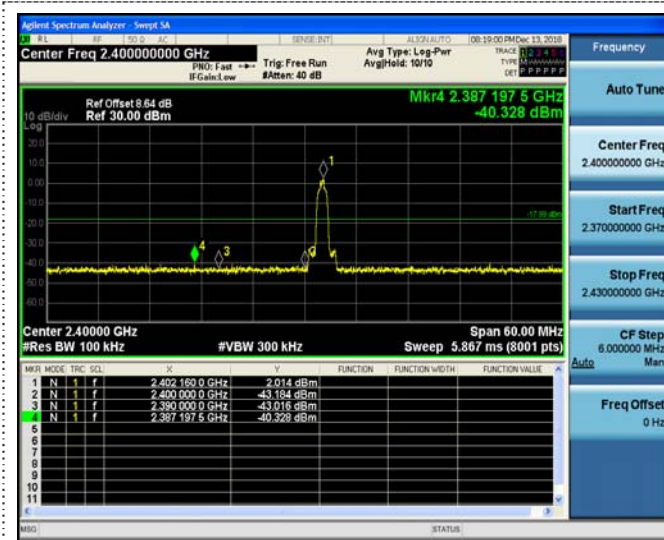 Agilent Spectrum Analyzer - Swept SA
RL RF 50 Ω AC SENSE:INT ALIGN AUTO 08:19:00 PM Dec 13, 2018
Center Freq 2.400000000 GHz
PNO: Fast
IFGain:Low
Trig: Free Run
#Atten: 40 dB
Avg Type: Log-Pwr
Avg|Hold: 10/10
TRACE 1 2 3 4 5 6
TYPE M
DET P P P P P P
Ref Offset 8.64 dB
10 dB/div Ref 30.00 dBm
Log
Mkr4 2.387 197 5 GHz
-40.328 dBm
20.0
10.0
0.00
-10.0
-20.0
-30.0
-40.0
-50.0
-60.0
1
-17.99 dBm
4
3
Center 2.40000 GHz Span 60.00 MHz
#Res BW 100 kHz #VBW 300 kHz Sweep 5.867 ms (8001 pts)
MKR MODE TRC SCL X Y FUNCTION FUNCTION WIDTH FUNCTION VALUE
1 N 1 f 2.402 160 0 GHz 2.014 dBm
2 N 1 f 2.400 000 0 GHz -43.184 dBm
3 N 1 f 2.390 000 0 GHz -43.016 dBm
4 N 1 f 2.387 197 5 GHz -40.328 dBm
5
6
7
8
9
10
11
MSG STATUS
Frequency
Auto Tune
Center Freq
2.400000000 GHz
Start Freq
2.370000000 GHz
Stop Freq
2.430000000 GHz
CF Step
6.000000 MHz
Auto Man
Freq Offset
0 Hz